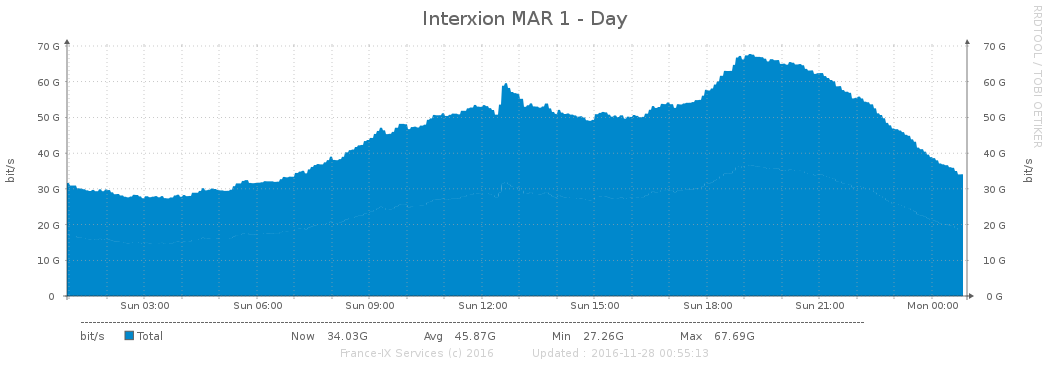 Interxion MAR 1 - Day
RRDTOOL / TOBI OETIKER
70 G 70 G
60 G 60 G
50 G 50 G
40 G 40 G
30 G 30 G
20 G 20 G
10 G 10 G
0 0 G
bit/s
bit/s
Sun 03:00 Sun 06:00 Sun 09:00 Sun 12:00 Sun 15:00 Sun 18:00 Sun 21:00 Mon 00:00
bit/s Total Now 34.03G Avg 45.87G Min 27.26G Max 67.69G
France-IX Services (c) 2016 Updated : 2016-11-28 00:55:13